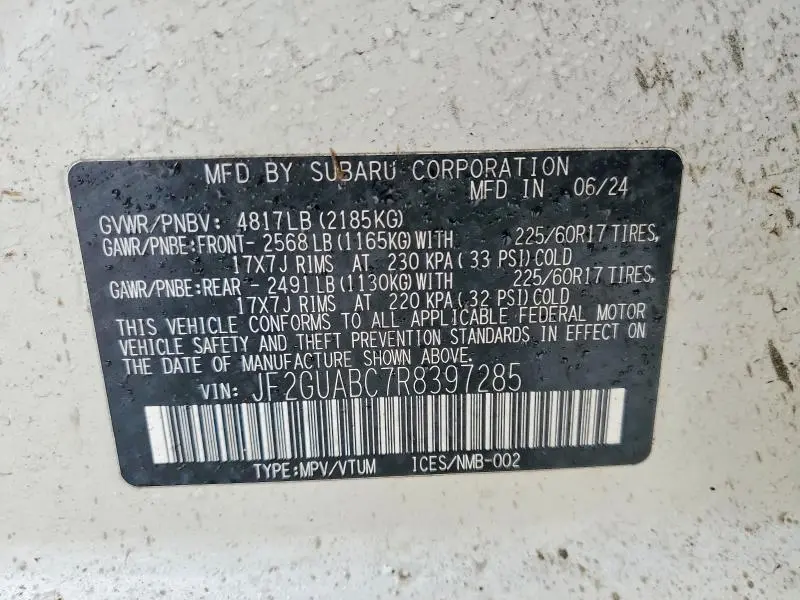 MFD BY SUBARU CORPORATION
MFD IN 06/24
GVWR/PNBV: 4817LB (2185KG)
GAWR/PNBE:FRONT- 2568 LB (1165KG) WITH 225/60R17 TIRES,
17X7J RIMS AT 230 KPA ( 33 PSI) COLD
GAWR/PNBE:REAR - 2491 LB (1130KG) WITH 225/60R17 TIRES,
17X7J RIMS AT 220 KPA (32 PSI) COLD
THIS VEHICLE CONFORMS TO ALL APPLICABLE FEDERAL MOTOR
VEHICLE SAFETY AND THEFT PREVENTION STANDARDS IN EFFECT ON
THE DATE OF MANUFACTURE SHOWN ABOVE.
VIN: JF2GUABC7R8397285
TYPE:MPV/VTUM ICES/NMB-002